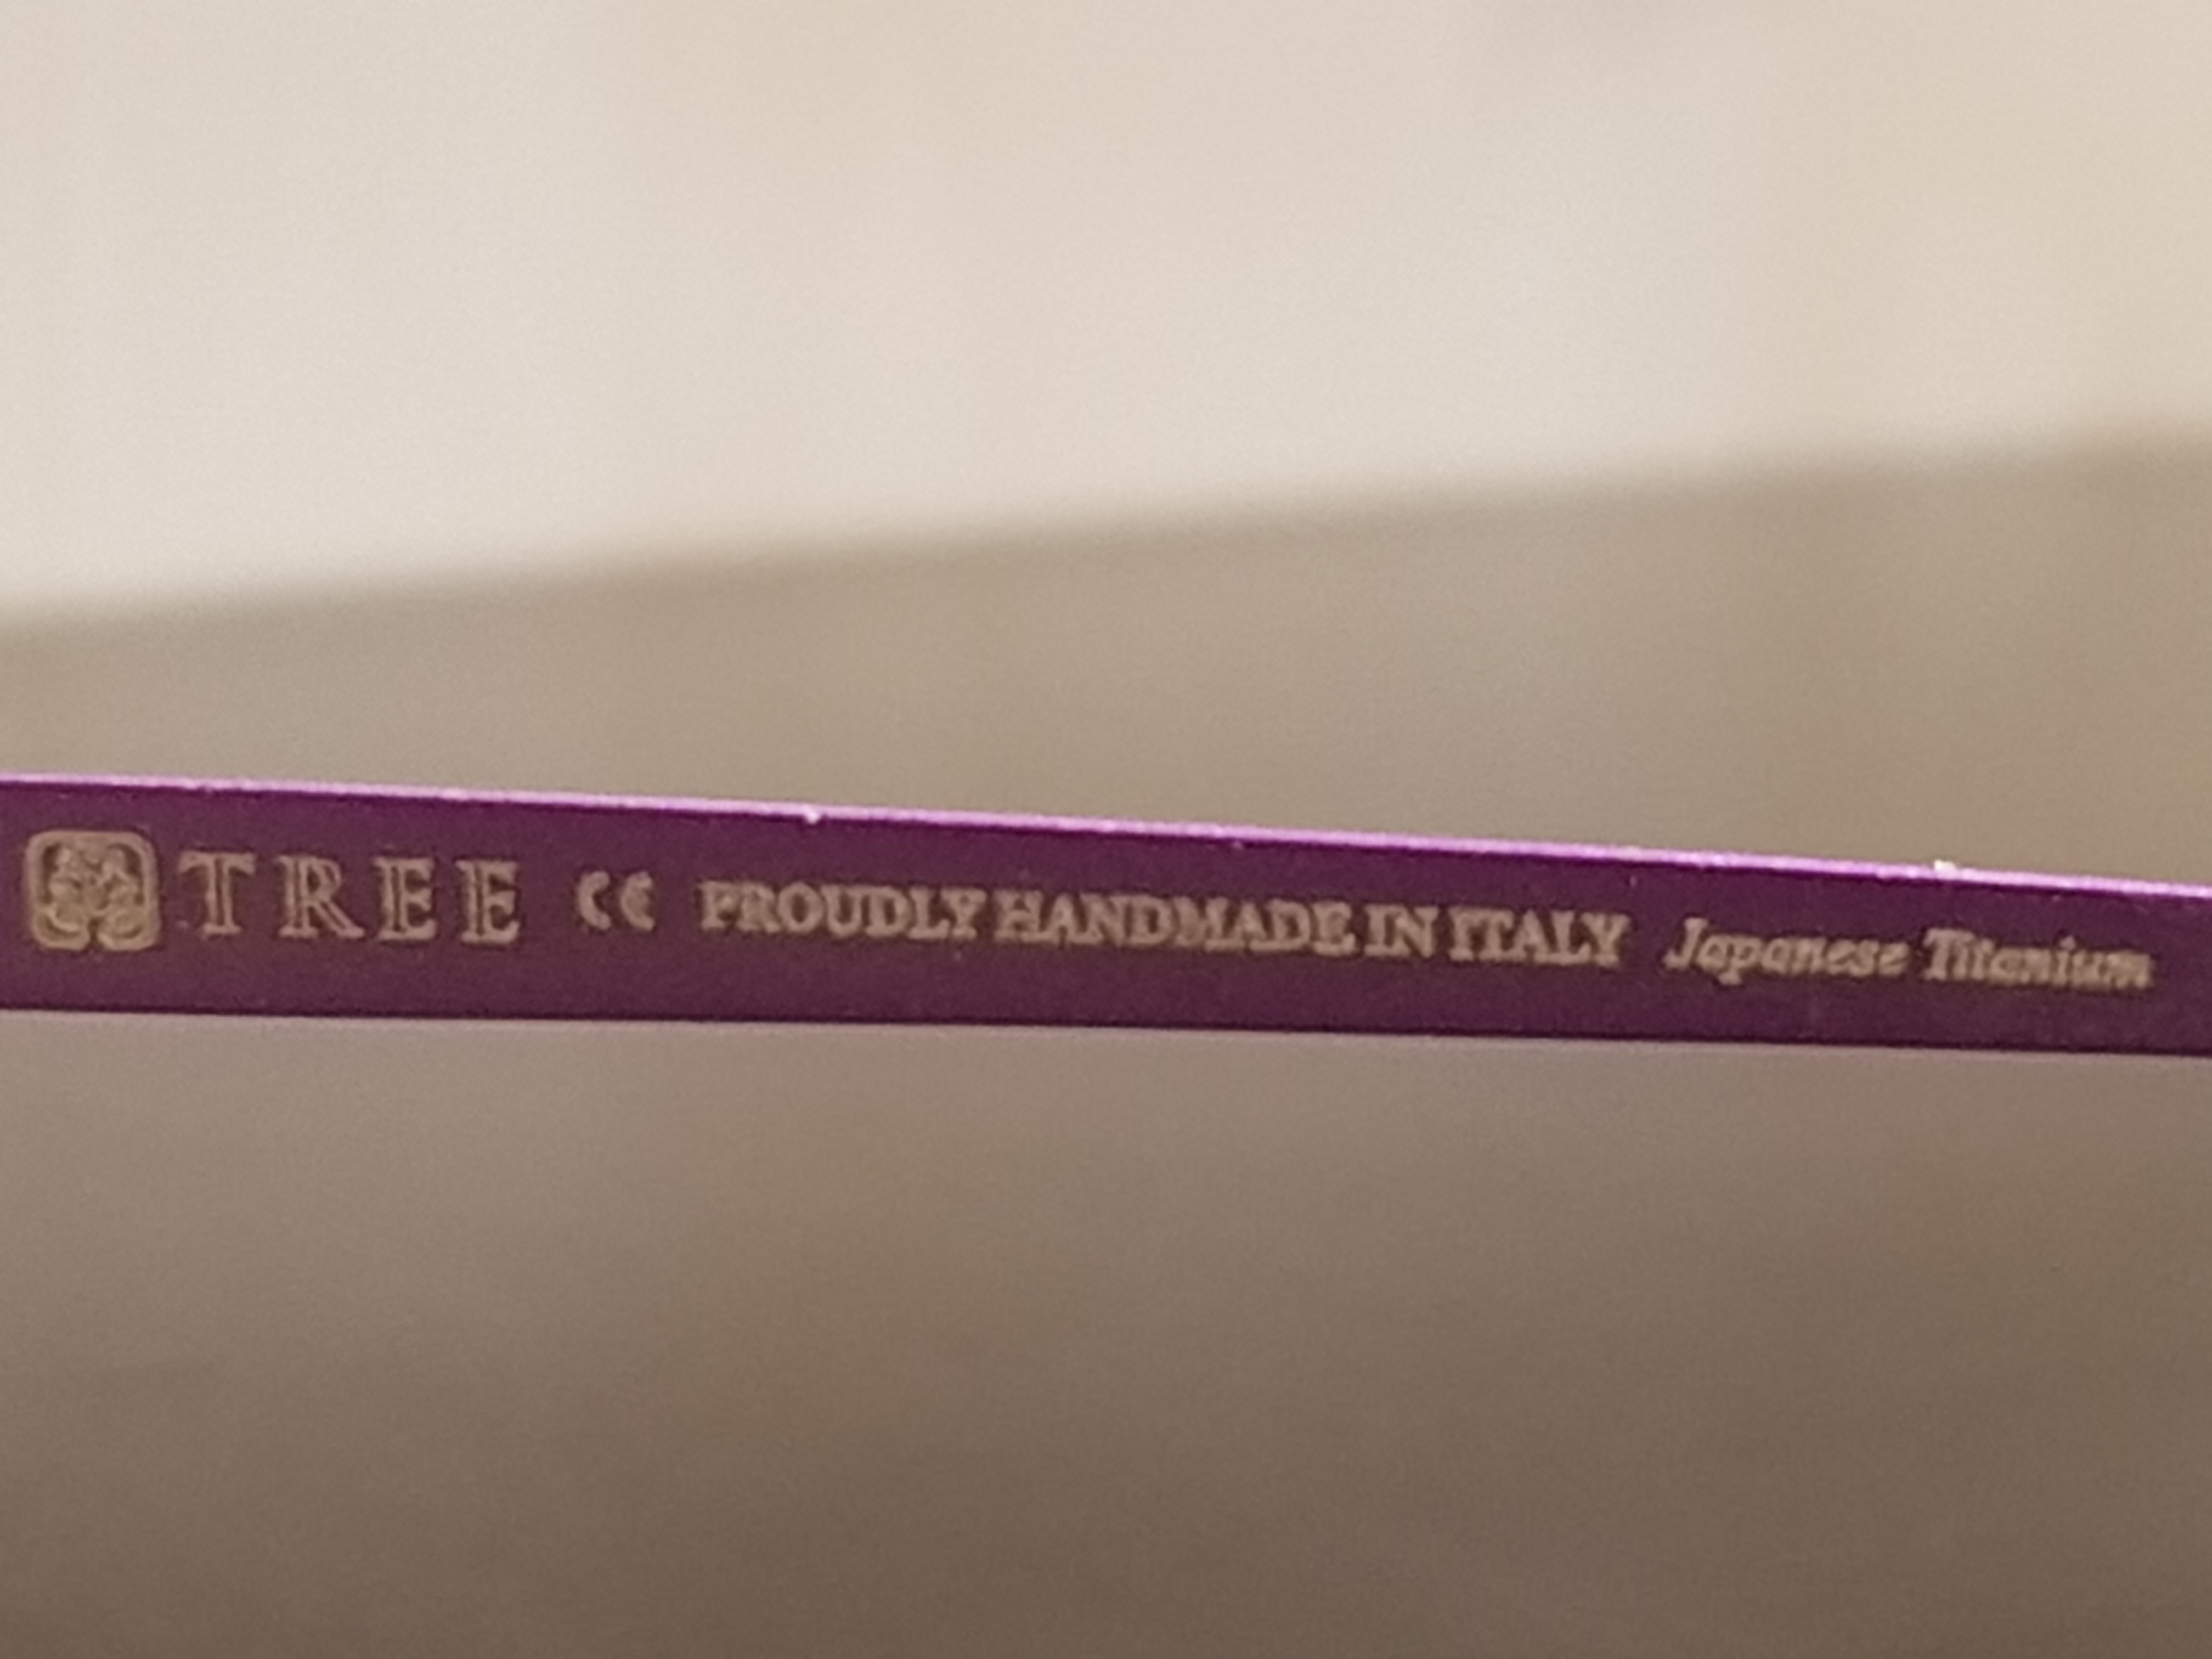 TREE CE PROUDLY HANDMADE IN ITALY Japanese Titanium